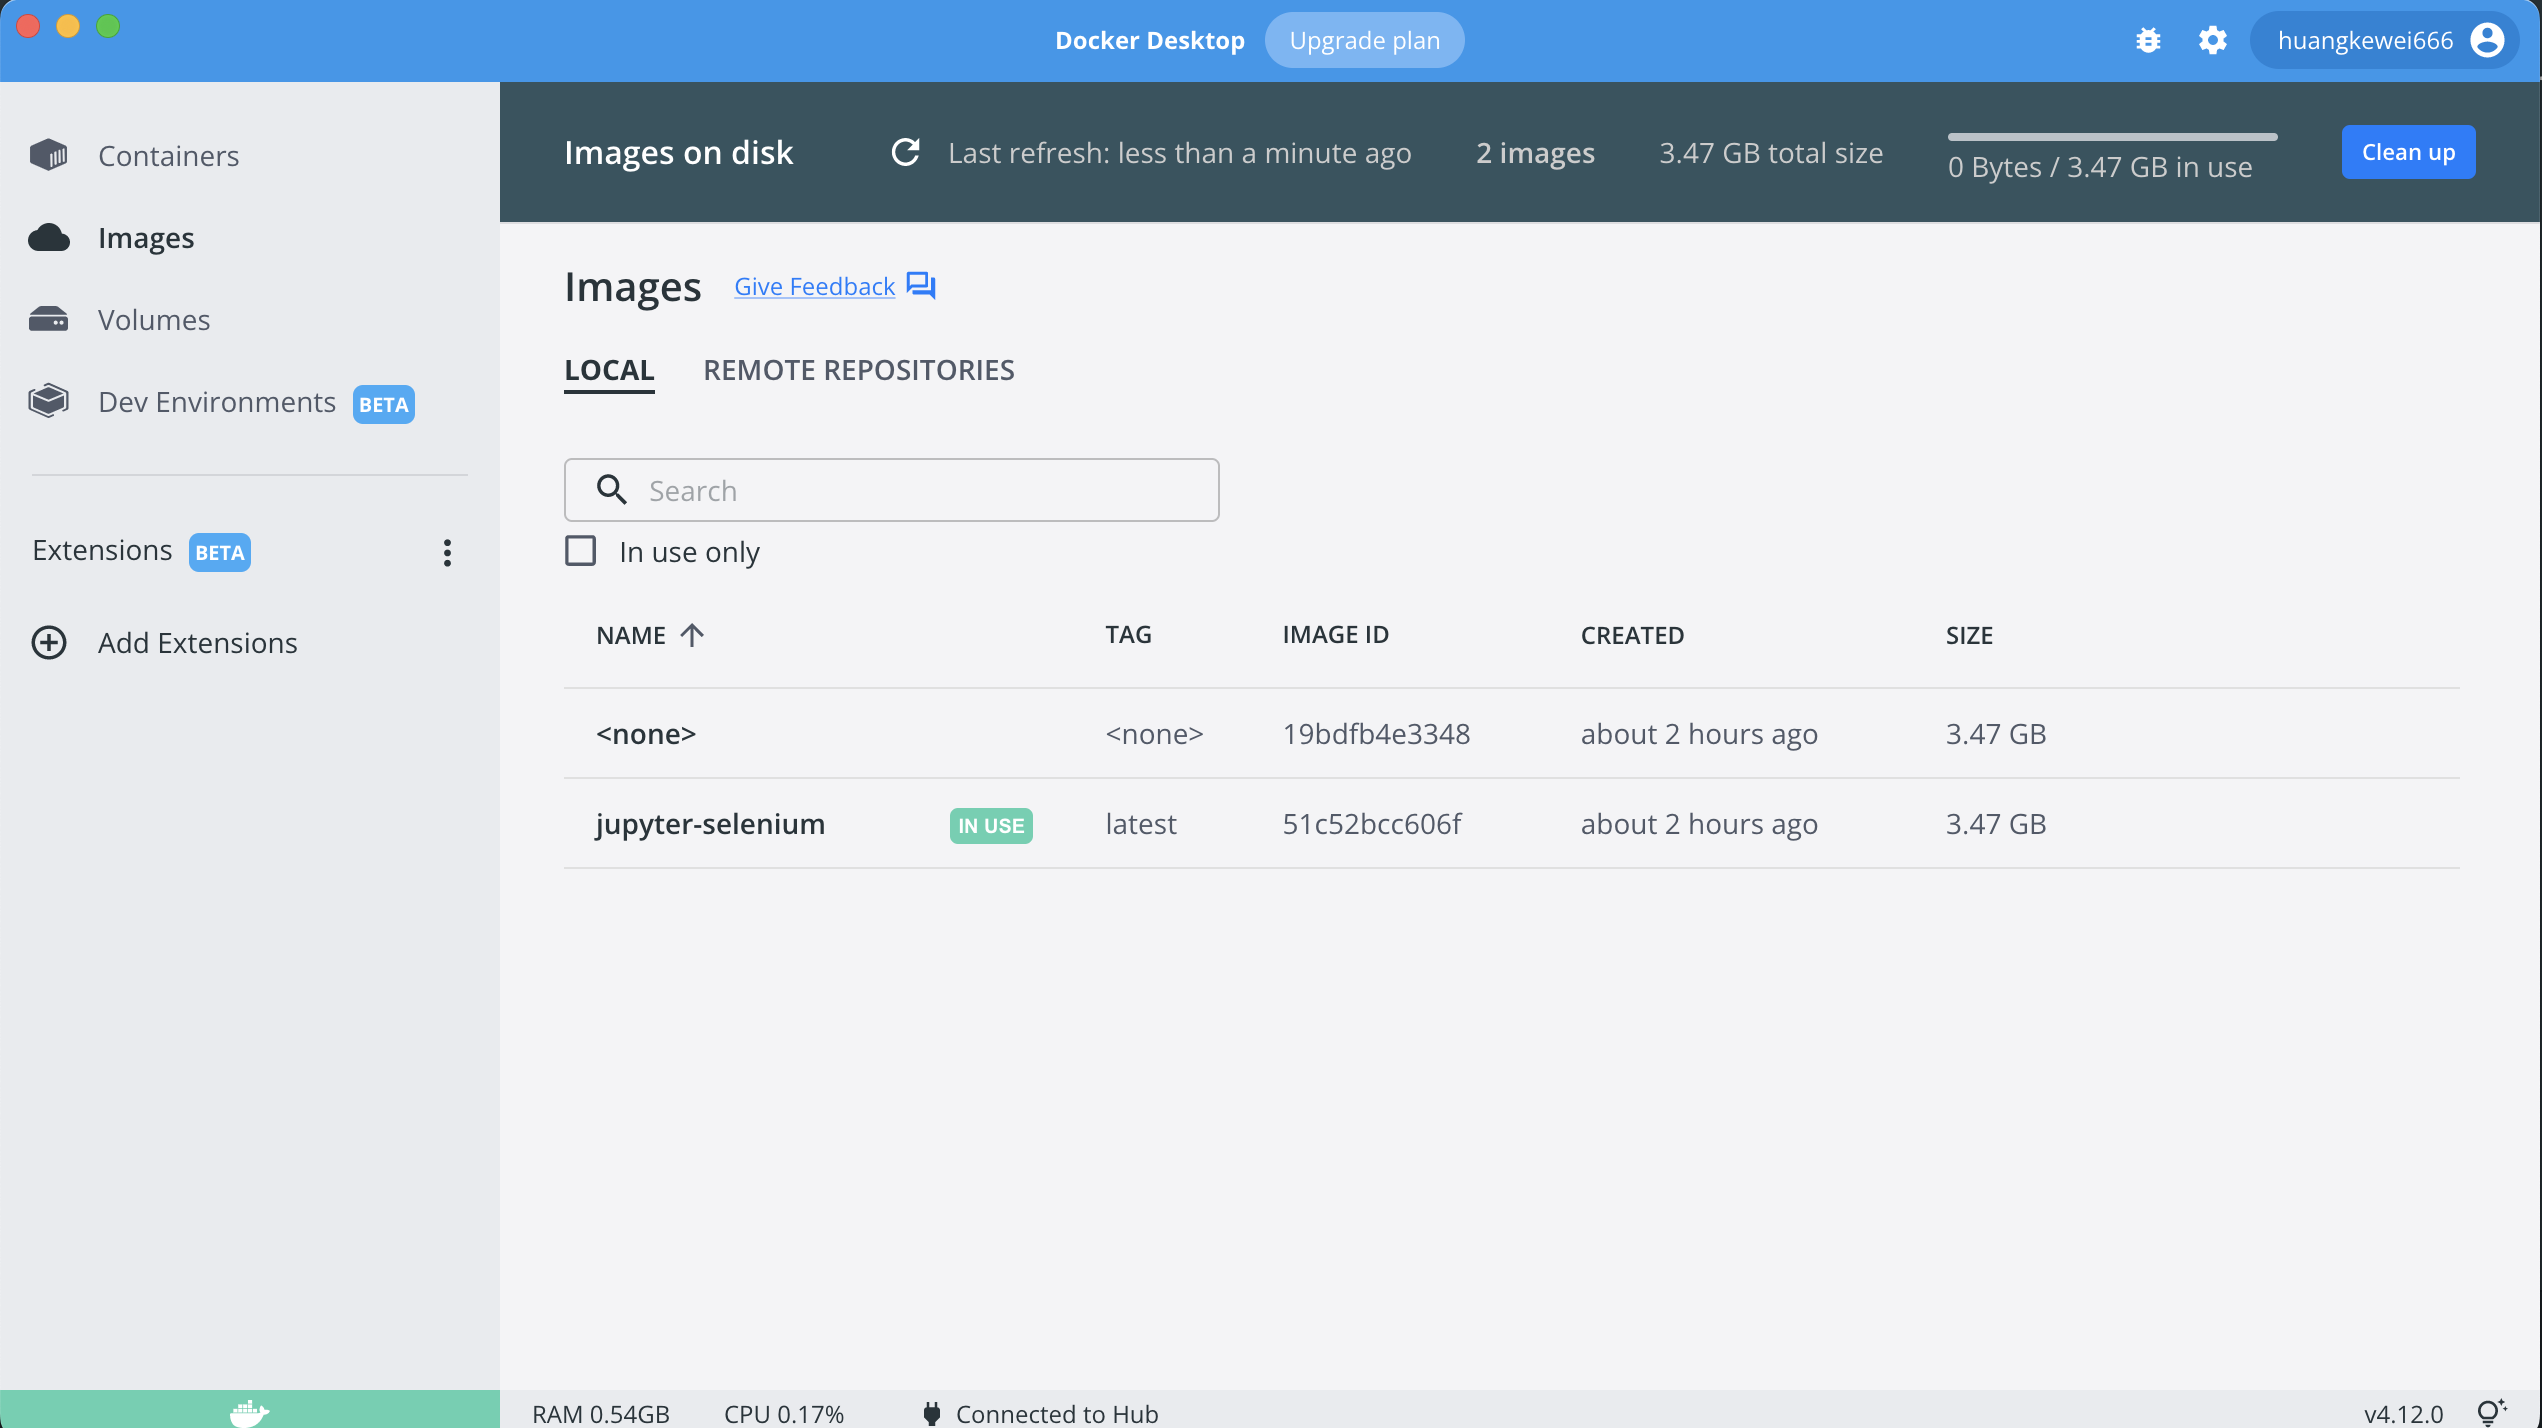 Docker Desktop Upgrade plan huangkewei666
Containers
Images
Volumes
Dev Environments BETA
Extensions BETA
Add Extensions
Images on disk Last refresh: less than a minute ago 2 images 3.47 GB total size 0 Bytes / 3.47 GB in use Clean up
Images Give Feedback
LOCAL REMOTE REPOSITORIES
Search
In use only
NAME TAG IMAGE ID CREATED SIZE
<none> <none> 19bdfb4e3348 about 2 hours ago 3.47 GB
jupyter-selenium IN USE latest 51c52bcc606f about 2 hours ago 3.47 GB
RAM 0.54GB CPU 0.17% Connected to Hub v4.12.0